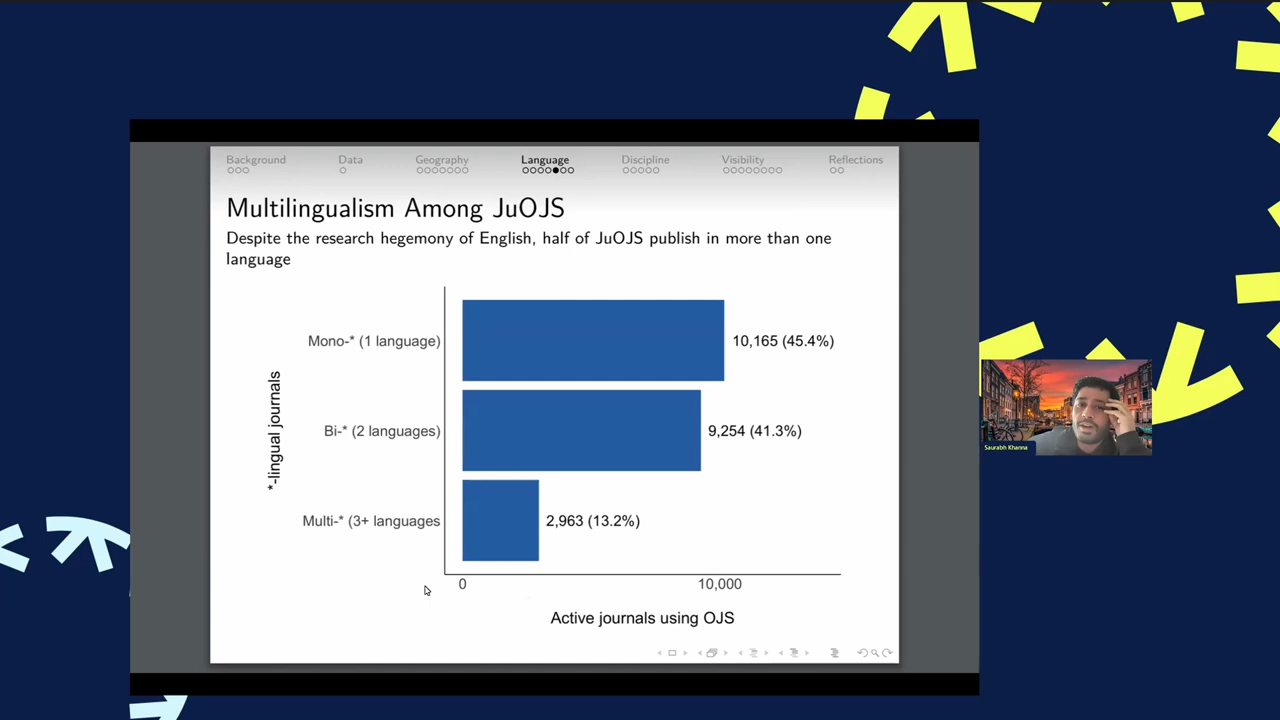 Background Data Geography Language Discipline Visibility Reflections
Multilingualism Among JuOJS
Despite the research hegemony of English, half of JuOJS publish in more than one
language
*-lingual journals
Mono-* (1 language)
10,165 (45.4%)
Bi-* (2 languages)
9,254 (41.3%)
Multi-* (3+ languages
2,963 (13.2%)
0
10,000
Active journals using OJS
Saurabh Khanna